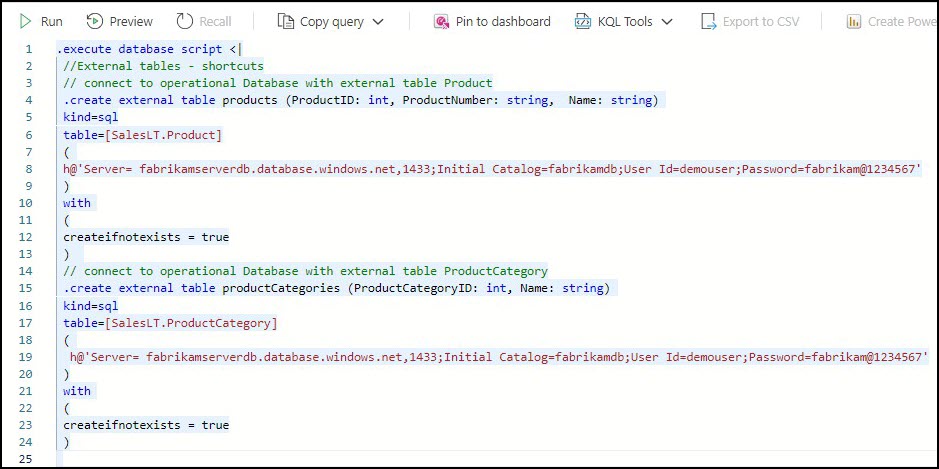 Run Preview Recall Copy query Pin to dashboard KQL Tools Export to CSV Create Powe
1 .execute database script <|
2 //External tables - shortcuts
3 // connect to operational Database with external table Product
4 .create external table products (ProductID: int, ProductNumber: string,  Name: string)
5 kind=sql
6 table=[SalesLT.Product]
7 (
8 h@'Server= fabrikamserverdb.database.windows.net,1433;Initial Catalog=fabrikamdb;User Id=demouser;Password=fabrikam@1234567'
9 )
10 with
11 (
12 createifnotexists = true
13 )
14 // connect to operational Database with external table ProductCategory
15 .create external table productCategories (ProductCategoryID: int, Name: string)
16 kind=sql
17 table=[SalesLT.ProductCategory]
18 (
19 h@'Server= fabrikamserverdb.database.windows.net,1433;Initial Catalog=fabrikamdb;User Id=demouser;Password=fabrikam@1234567'
20 )
21 with
22 (
23 createifnotexists = true
24 )
25